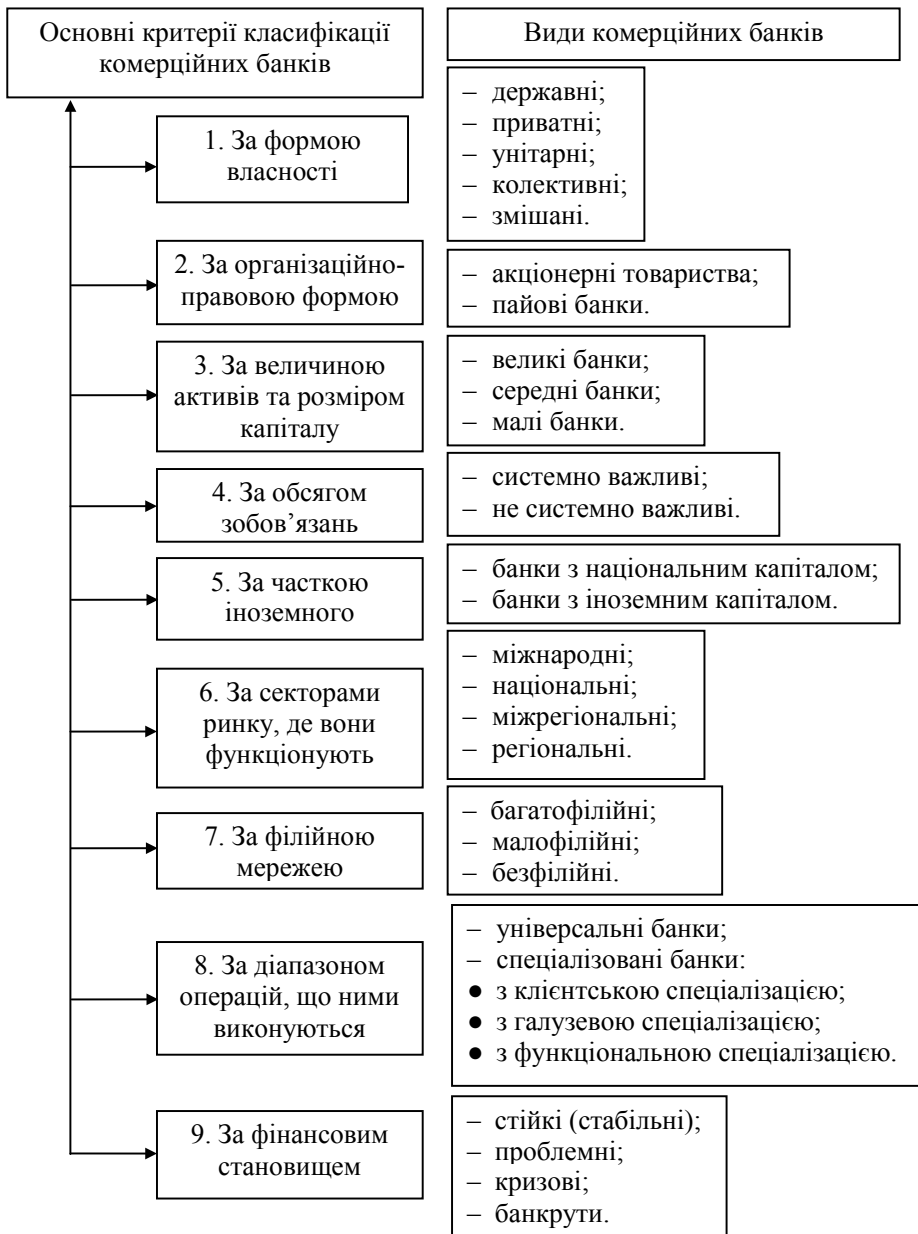 Основні критерії класифікації
комерційних банків
Види комерційних банків
1. За формою
власності
– державні;
– приватні;
– унітарні;
– колективні;
– змішані.
2. За організаційно-
правовою формою
– акціонерні товариства;
– пайові банки.
3. За величиною
активів та розміром
капіталу
– великі банки;
– середні банки;
– малі банки.
4. За обсягом
зобов’язань
– системно важливі;
– не системно важливі.
5. За часткою
іноземного
– банки з національним капіталом;
– банки з іноземним капіталом.
6. За секторами
ринку, де вони
функціонують
– міжнародні;
– національні;
– міжрегіональні;
– регіональні.
7. За філійною
мережею
– багатофілійні;
– малофілійні;
– безфілійні.
8. За діапазоном
операцій, що ними
виконуються
– універсальні банки;
– спеціалізовані банки:
● з клієнтською спеціалізацією;
● з галузевою спеціалізацією;
● з функціональною спеціалізацією.
9. За фінансовим
становищем
– стійкі (стабільні);
– проблемні;
– кризові;
– банкрути.